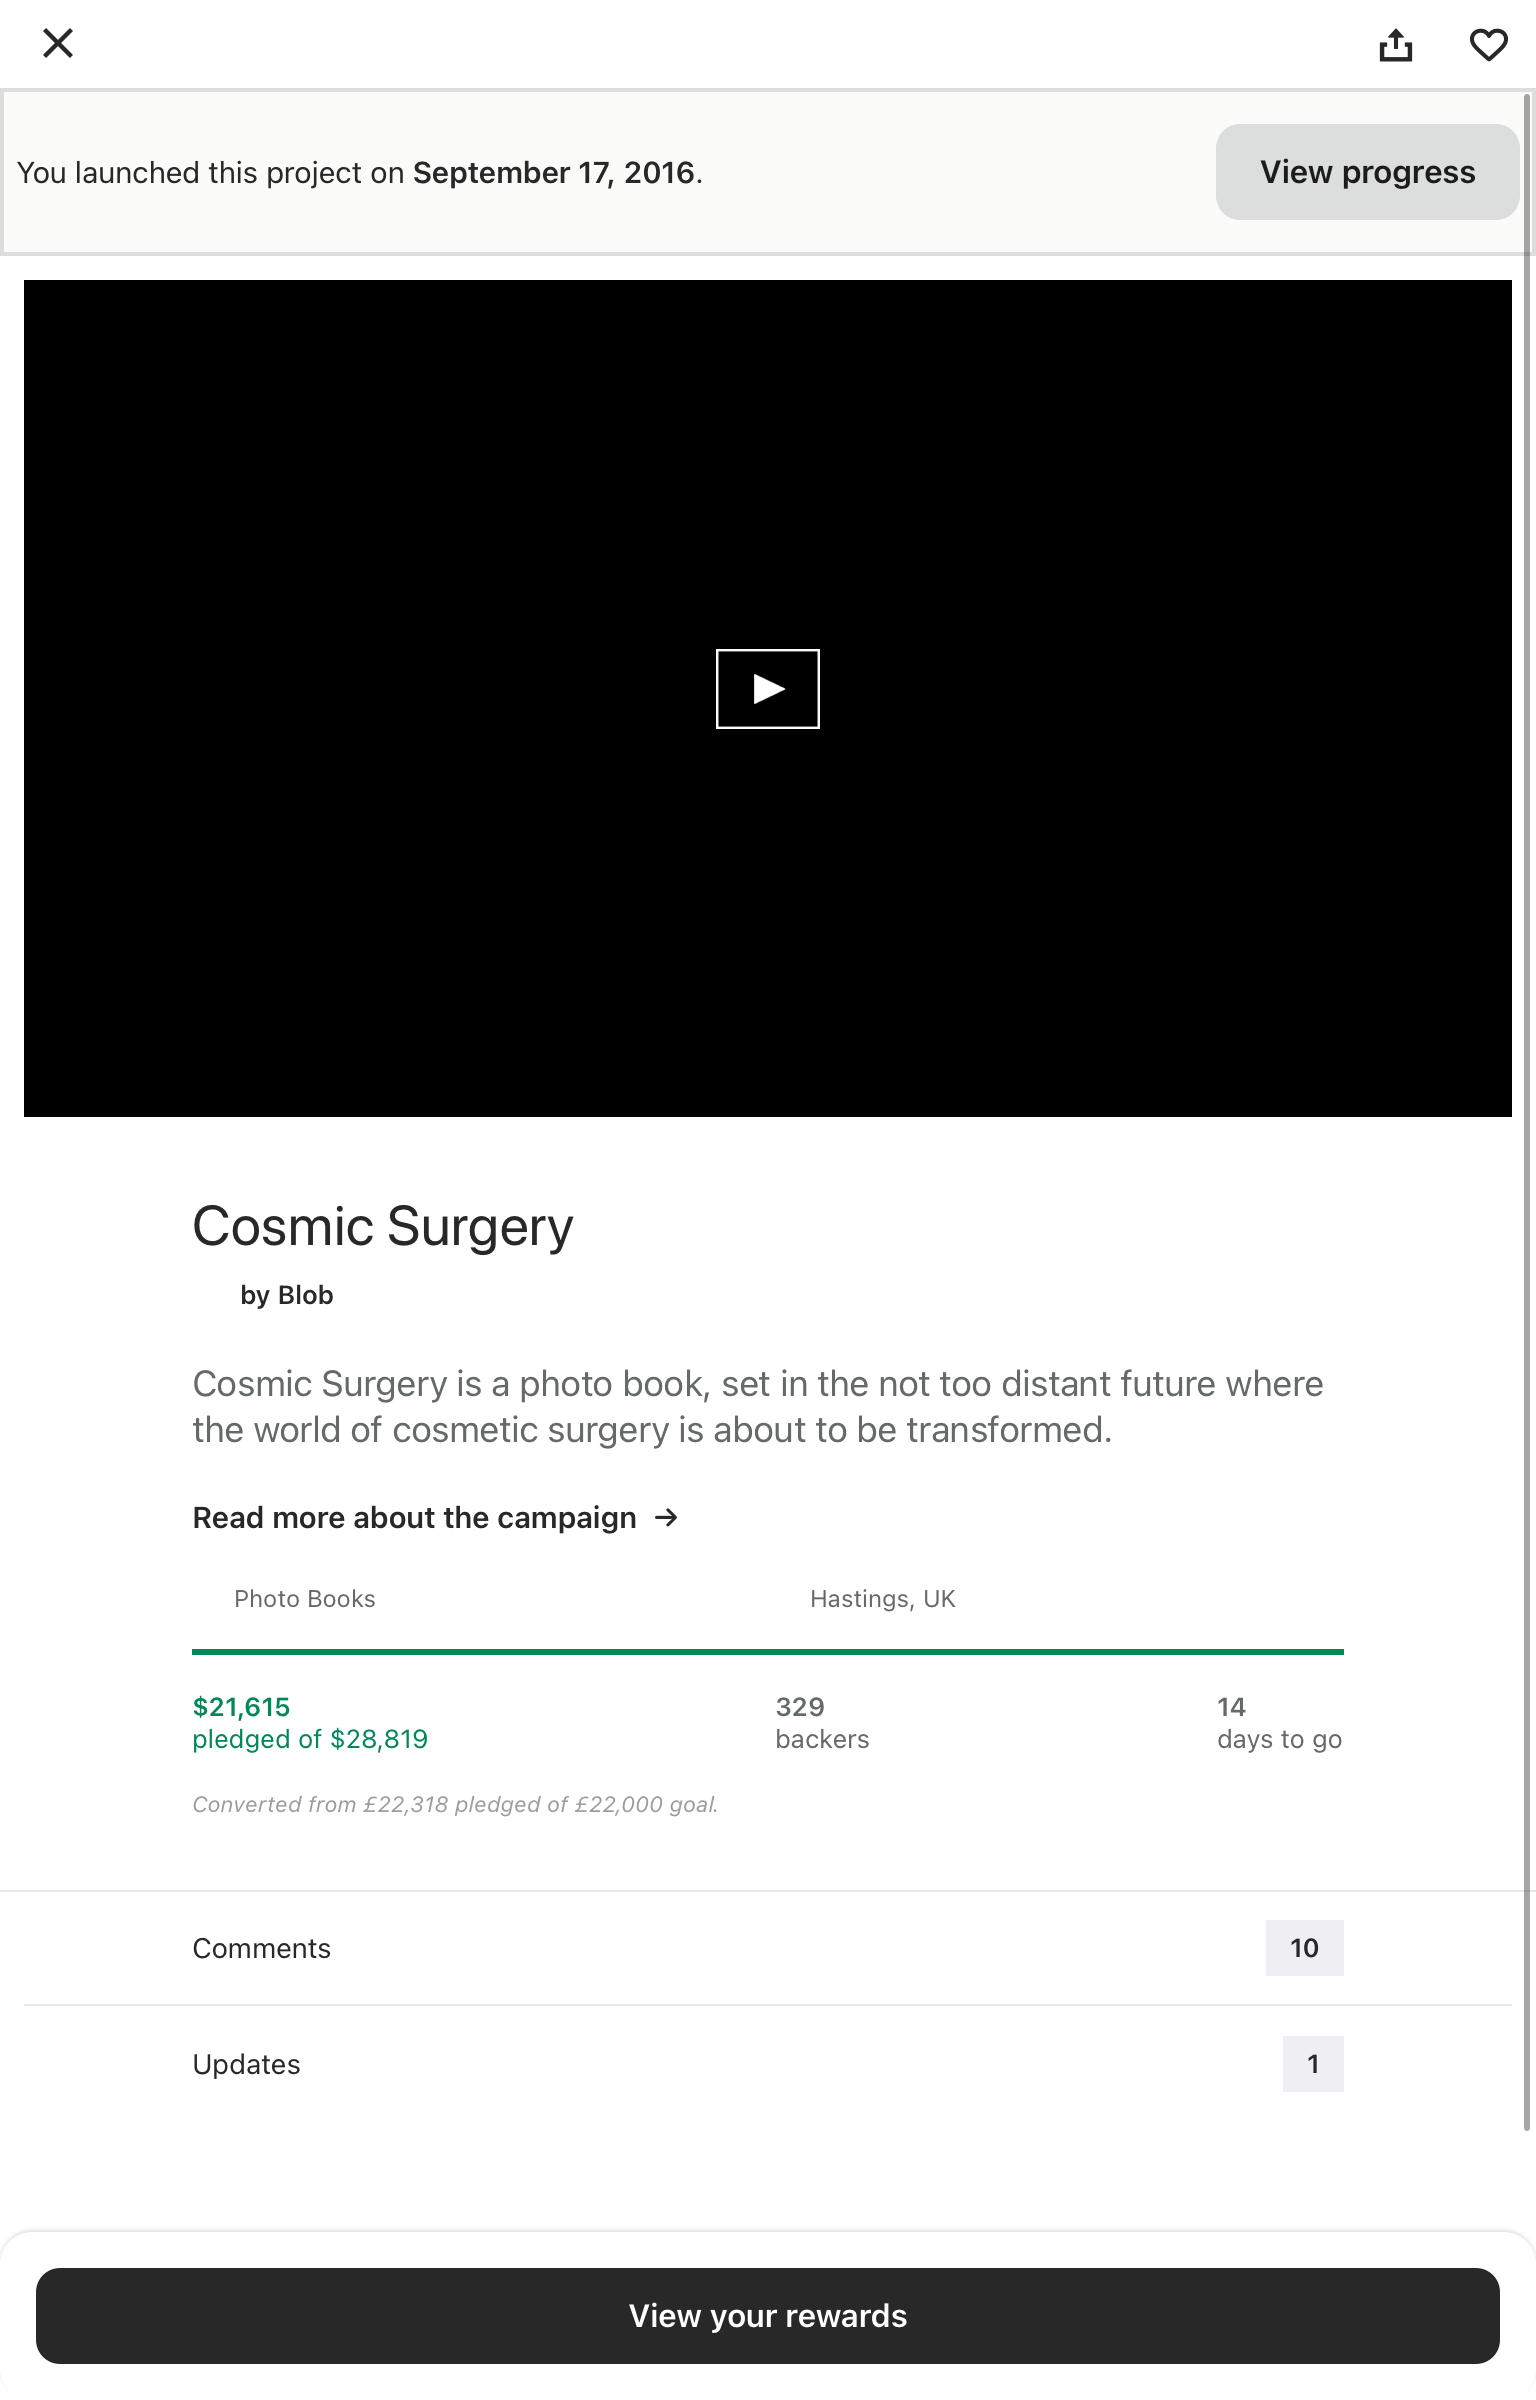 You launched this project on September 17, 2016.
View progress
Cosmic Surgery
by Blob
Cosmic Surgery is a photo book, set in the not too distant future where
the world of cosmetic surgery is about to be transformed.
Read more about the campaign →
Photo Books
Hastings, UK
$21,615
pledged of $28,819
329
backers
14
days to go
Converted from £22,318 pledged of £22,000 goal.
Comments
10
Updates
1
View your rewards